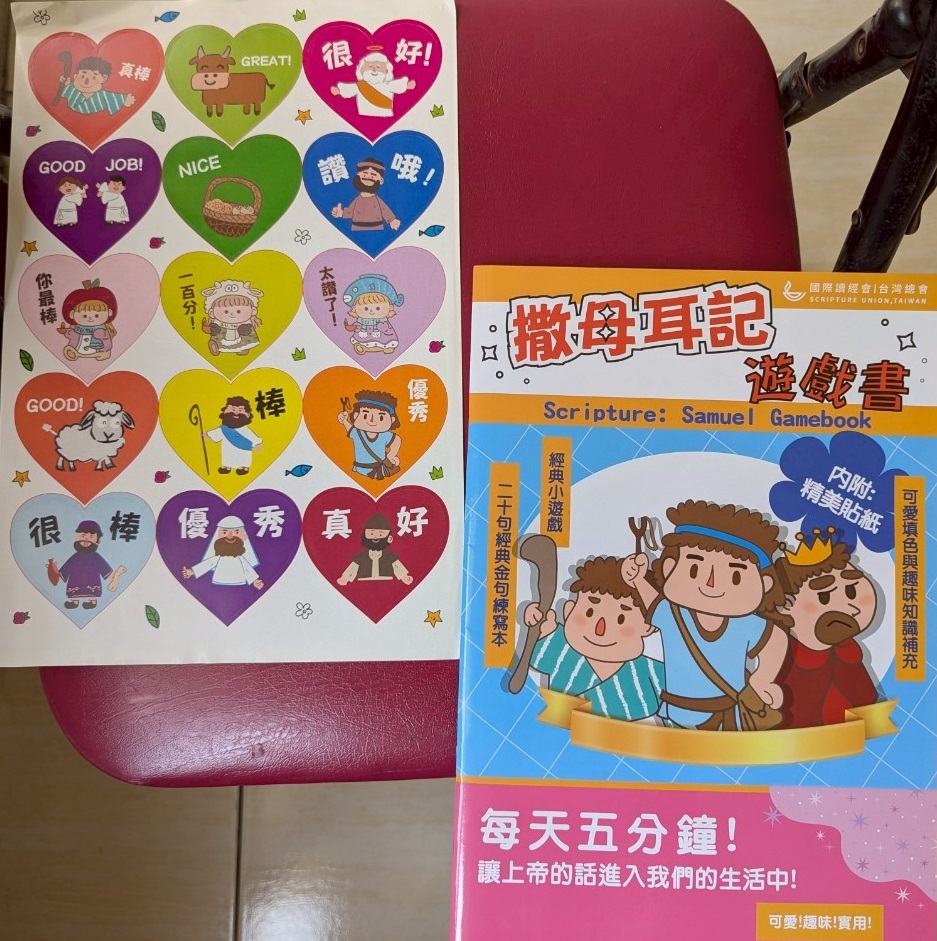 真棒
GREAT!
很好!
GOOD JOB!
NICE
讚哦!
你最棒
一百分!
太讚了!
GOOD!
棒
優秀
很棒
優秀
真好
國際讀經會|台灣總會
SCRIPTURE UNION, TAIWAN
撒母耳記
遊戲書
Scripture: Samuel Gamebook
內附:
精美貼紙
經典小遊戲
二十句經典金句練寫本
可愛填色與趣味知識補充
每天五分鐘!
讓上帝的話進入我們的生活中!
可愛!趣味!實用!